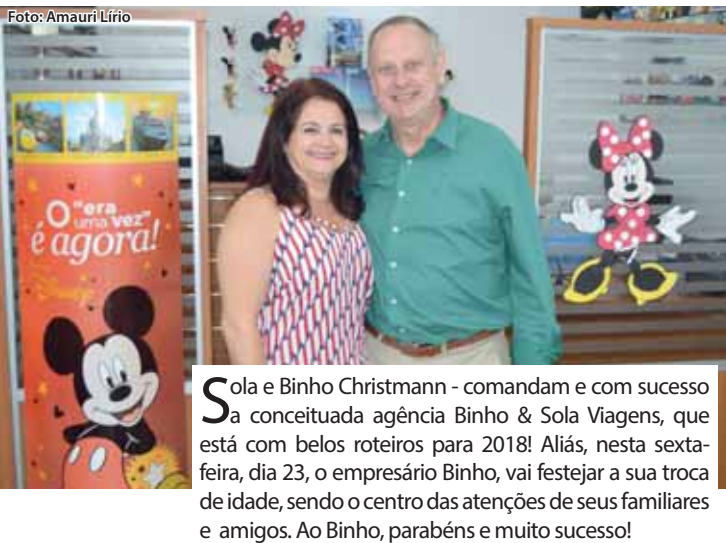 Foto: Amauri Lírio
O "era
uma vez"
é agora!
Disney
Sola e Binho Christmann - comandam e com sucesso
a conceituada agência Binho & Sola Viagens, que
está com belos roteiros para 2018! Aliás, nesta sexta-
feira, dia 23, o empresário Binho, vai festejar a sua troca
de idade, sendo o centro das atenções de seus familiares
e amigos. Ao Binho, parabéns e muito sucesso!